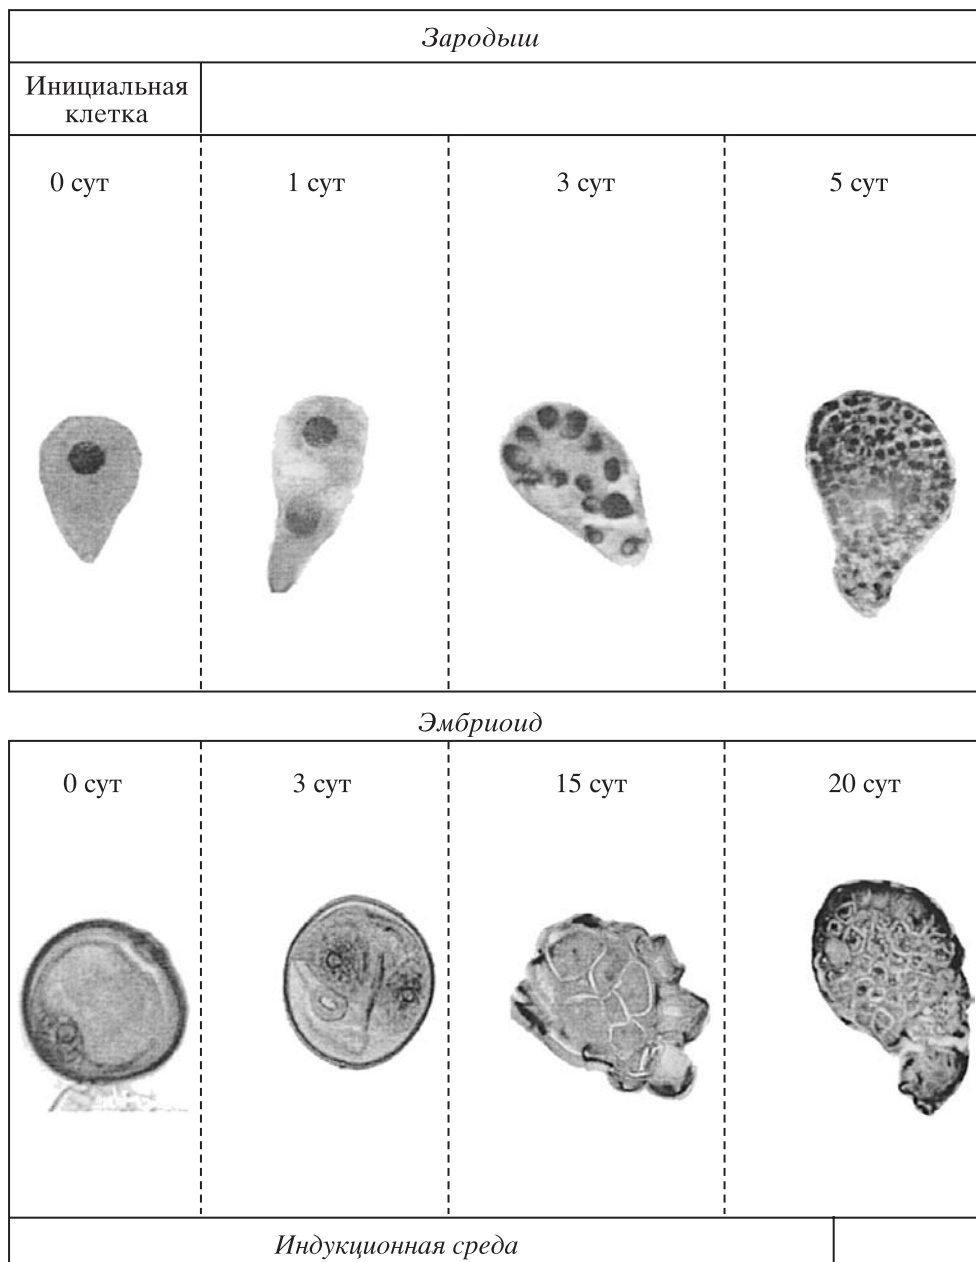 Зародыш
Инициальная
клетка
0 сут
1 сут
3 сут
5 сут
Эмбриоид
0 сут
3 сут
15 сут
20 сут
Индукционная среда